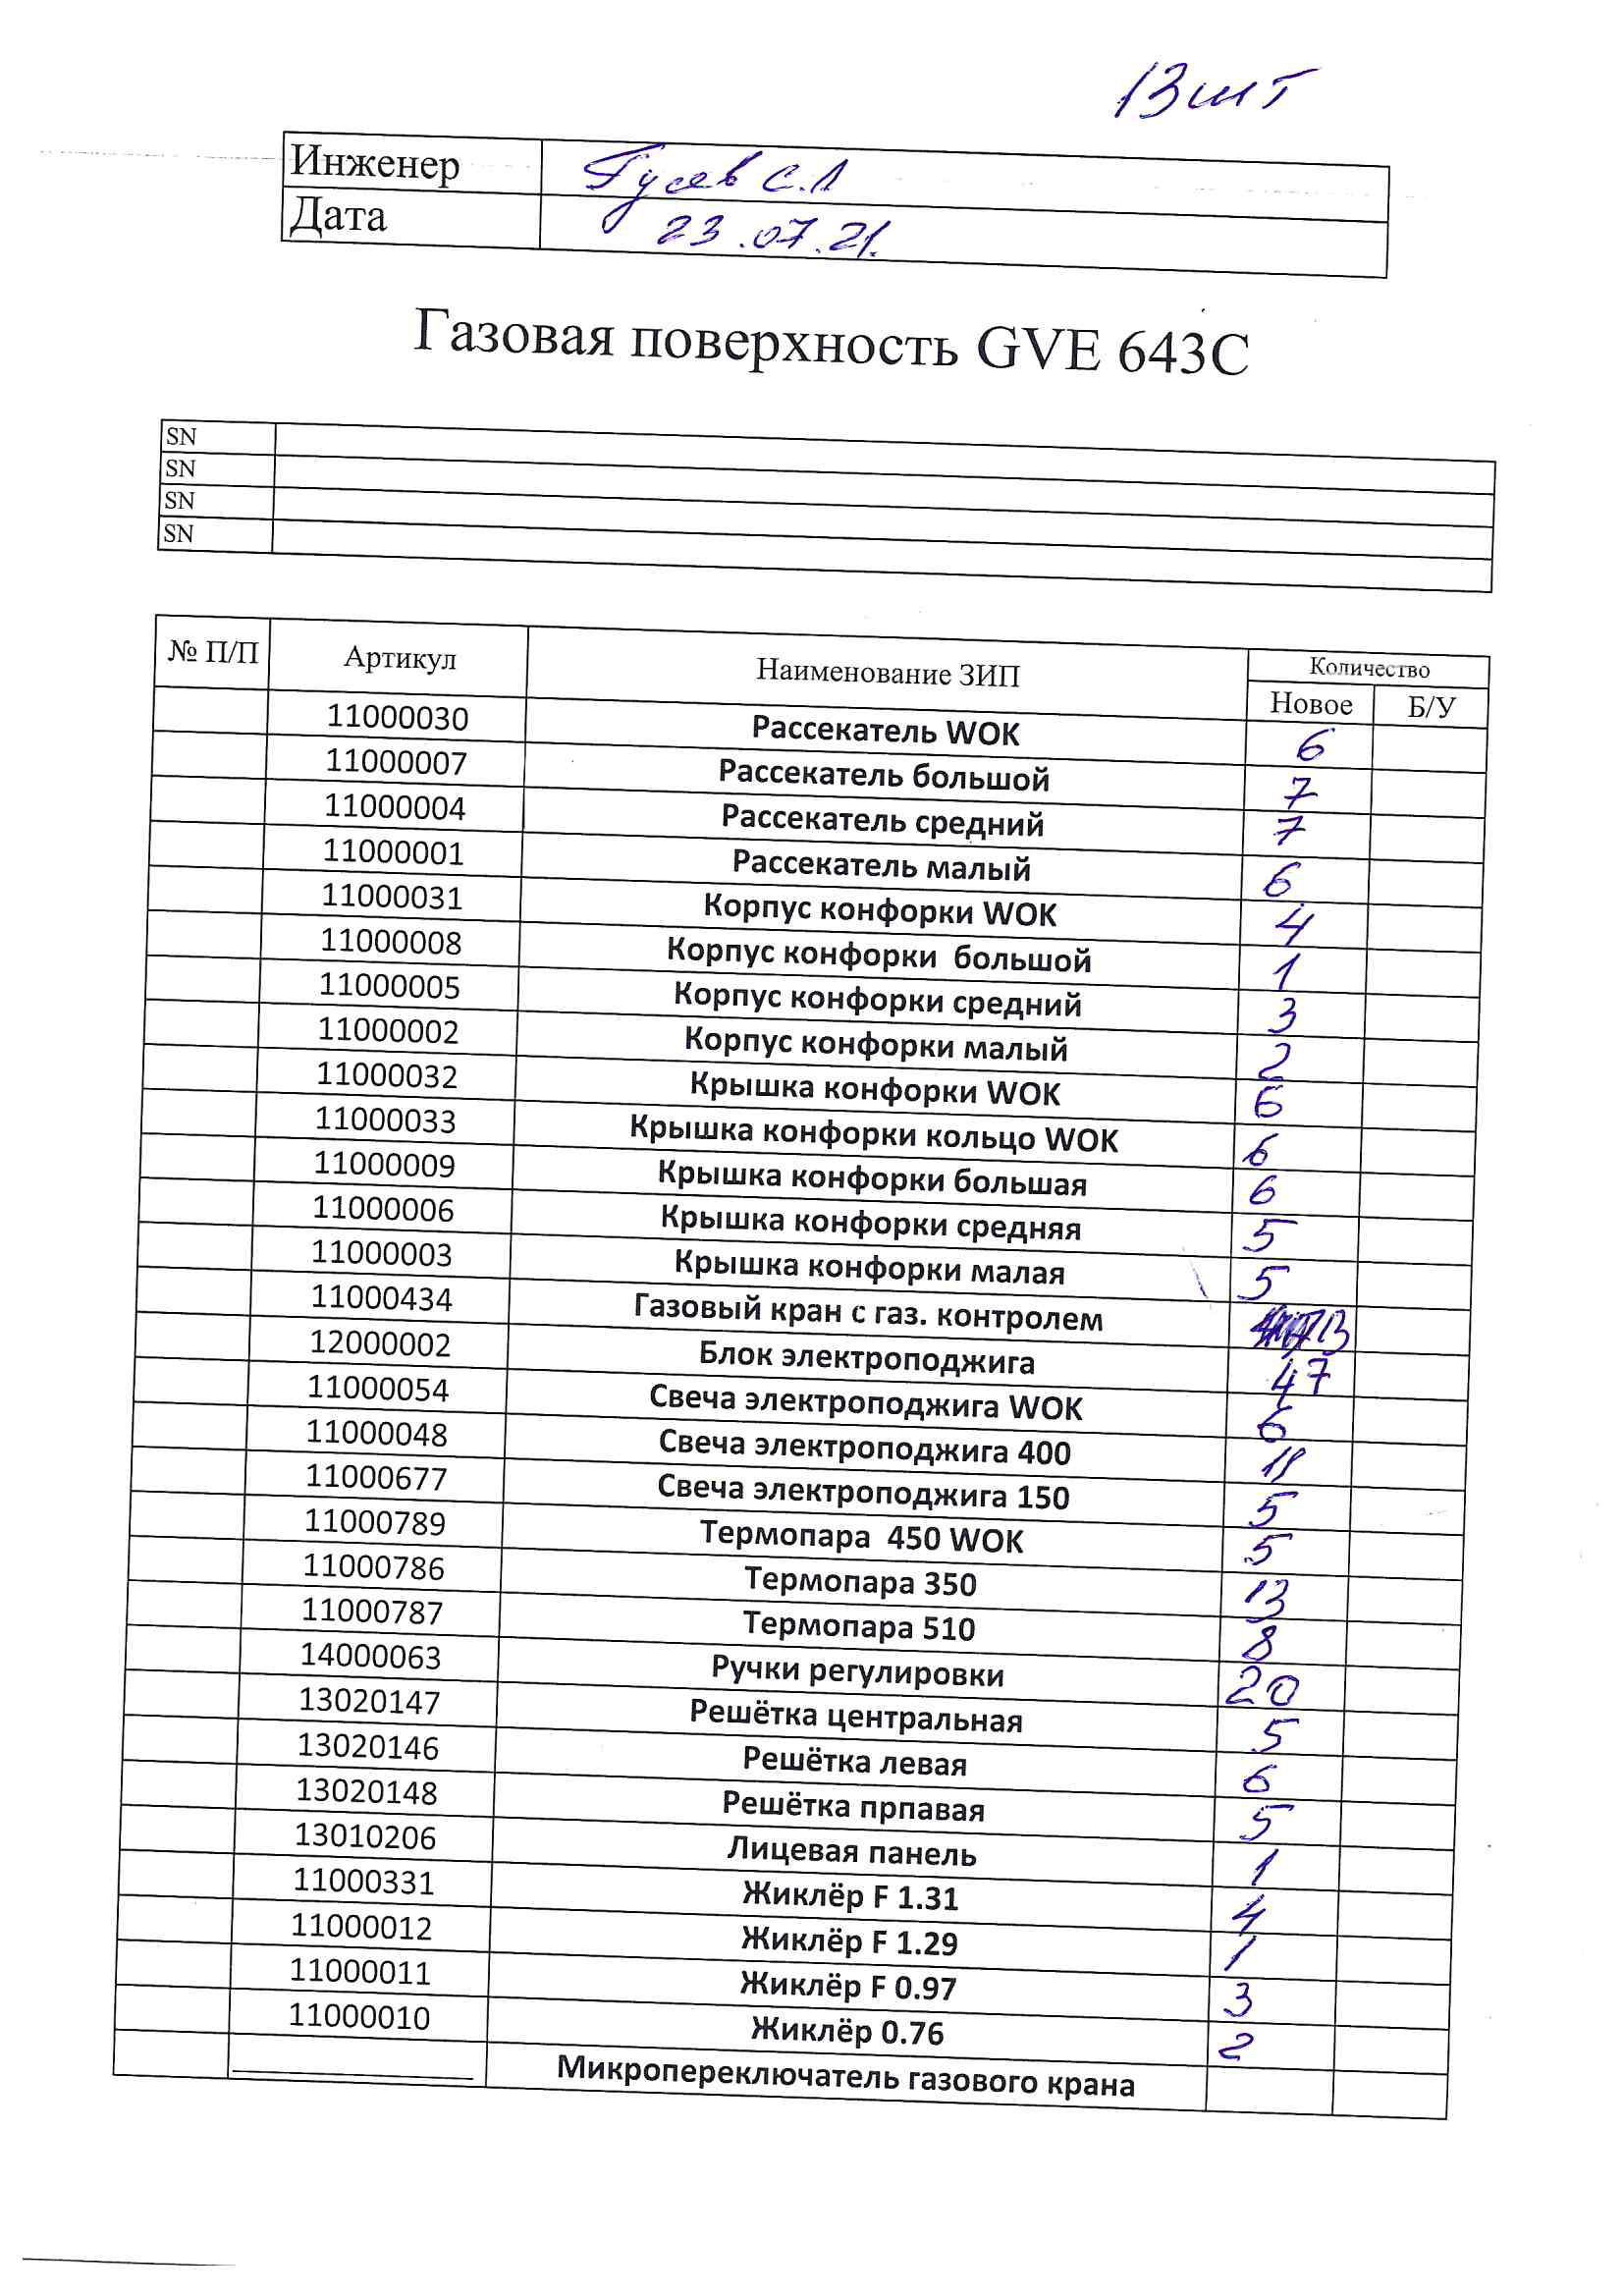 13шт
Инженер Гусев С.Л
Дата 23.07.21.
Газовая поверхность GVE 643C
SN
SN
SN
SN
№ П/П Артикул Наименование ЗИП Количество
Новое Б/У
11000030 Рассекатель WOK 6
11000007 Рассекатель большой 7
11000004 Рассекатель средний 7
11000001 Рассекатель малый 6
11000031 Корпус конфорки WOK 4
11000008 Корпус конфорки большой 1
11000005 Корпус конфорки средний 3
11000002 Корпус конфорки малый 2
11000032 Крышка конфорки WOK 6
11000033 Крышка конфорки кольцо WOK 6
11000009 Крышка конфорки большая 6
11000006 Крышка конфорки средняя 5
11000003 Крышка конфорки малая 5
11000434 Газовый кран с газ. контролем
12000002 Блок электроподжига 47
11000054 Свеча электроподжига WOK 6
11000048 Свеча электроподжига 400
11000677 Свеча электроподжига 150 5
11000789 Термопара 450 WOK 5
11000786 Термопара 350 13
11000787 Термопара 510 8
14000063 Ручки регулировки 20
13020147 Решётка центральная 5
13020146 Решётка левая 6
13020148 Решётка прпавая 5
13010206 Лицевая панель 1
11000331 Жиклёр F 1.31 4
11000012 Жиклёр F 1.29 1
11000011 Жиклёр F 0.97 3
11000010 Жиклёр 0.76 2
Микропереключатель газового крана